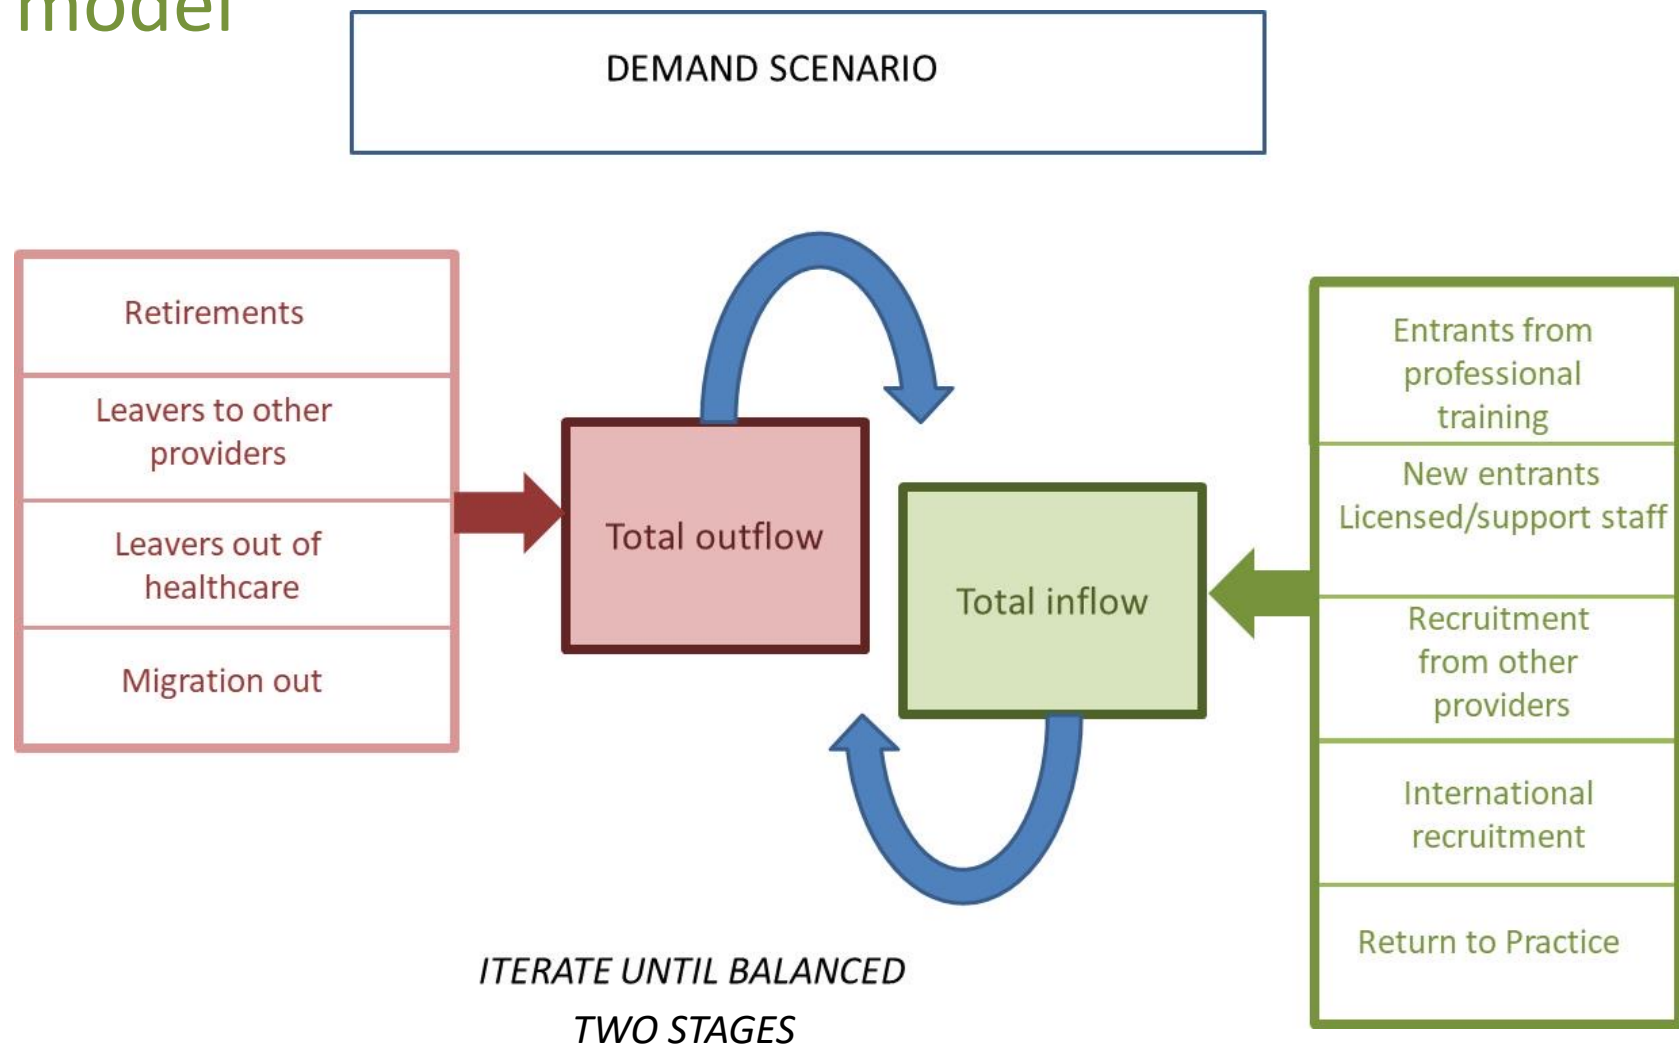 model
DEMAND SCENARIO
Retirements
Leavers to other
providers
Leavers out of
healthcare
Migration out
Total outflow
Total inflow
Entrants from
professional
training
New entrants
Licensed/support staff
Recruitment
from other
providers
International
recruitment
Return to Practice
ITERATE UNTIL BALANCED
TWO STAGES